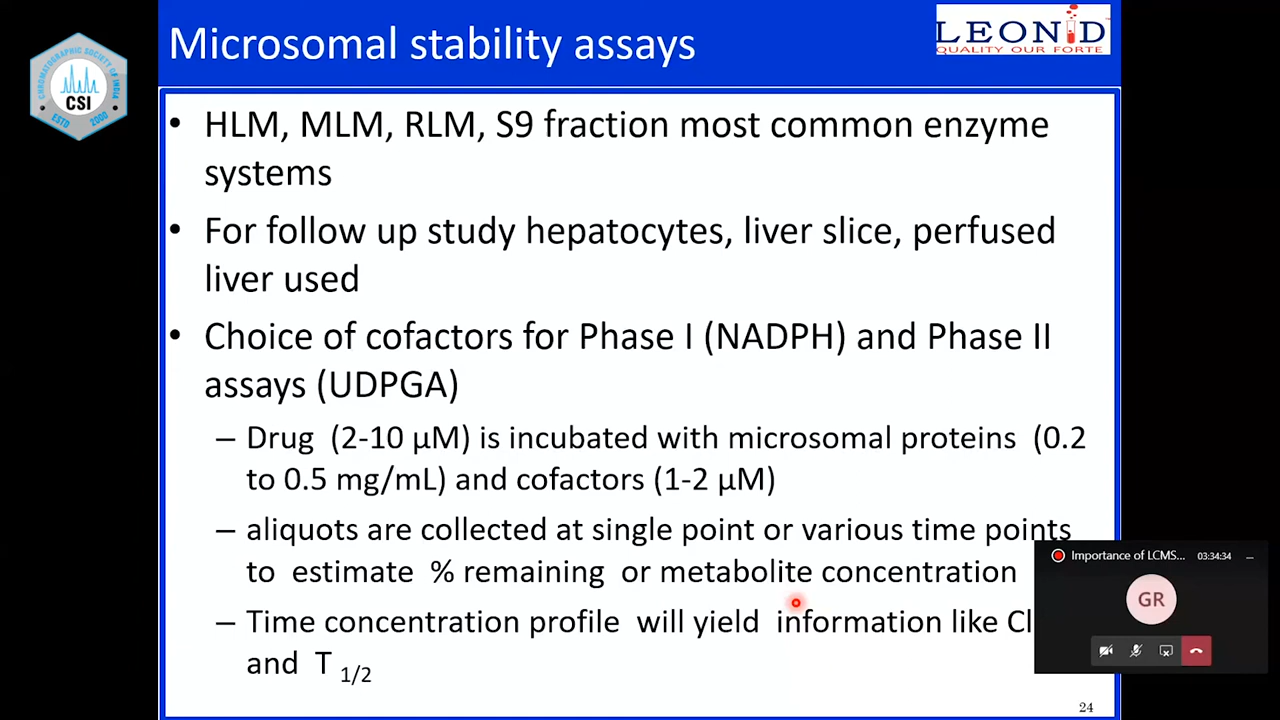 Microsomal stability assays
LEONID
QUALITY OUR FORTE
CHROMATOGRAPHIC SOCIETY OF INDIA
CSI
ESTD 2000
• HLM, MLM, RLM, S9 fraction most common enzyme
systems
• For follow up study hepatocytes, liver slice, perfused
liver used
• Choice of cofactors for Phase I (NADPH) and Phase II
assays (UDPGA)
– Drug (2-10 µM) is incubated with microsomal proteins (0.2
to 0.5 mg/mL) and cofactors (1-2 µM)
– aliquots are collected at single point or various time points
to estimate % remaining or metabolite concentration
– Time concentration profile will yield information like Cl
and T 1/2
Importance of LCMS... 03:34:34
GR
24